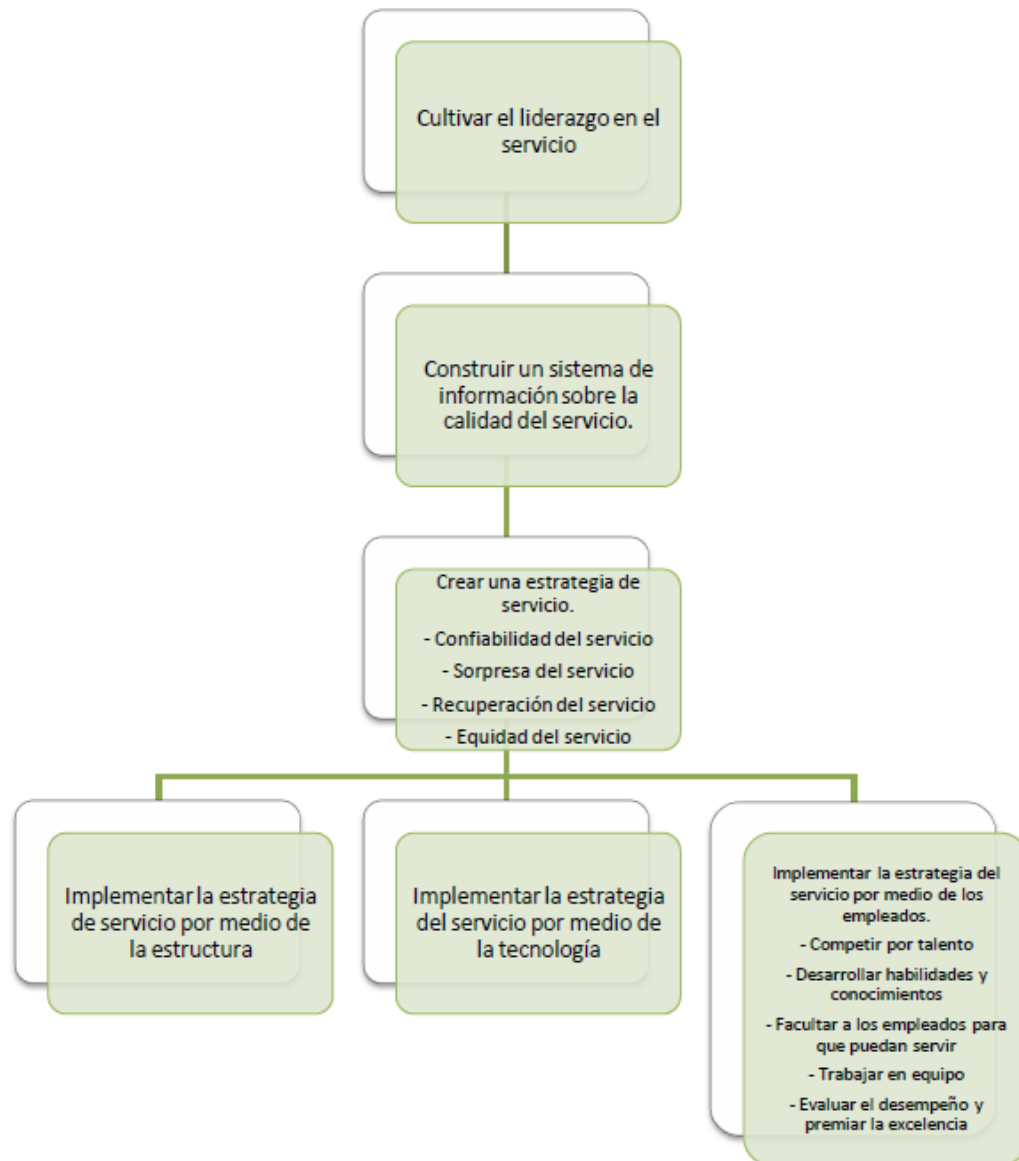 Cultivar el liderazgo en el
servicio
Construir un sistema de
información sobre la
calidad del servicio.
Crear una estrategia de
servicio.
- Confiabilidad del servicio
- Sorpresa del servicio
- Recuperación del servicio
- Equidad del servicio
Implementar la estrategia
de servicio por medio de
la estructura
Implementar la estrategia
del servicio por medio de
la tecnología
Implementar la estrategia del
servicio por medio de los
empleados.
- Competir por talento
- Desarrollar habilidades y
conocimientos
- Facultar a los empleados para
que puedan servir
- Trabajar en equipo
- Evaluar el desempeño y
premiar la excelencia